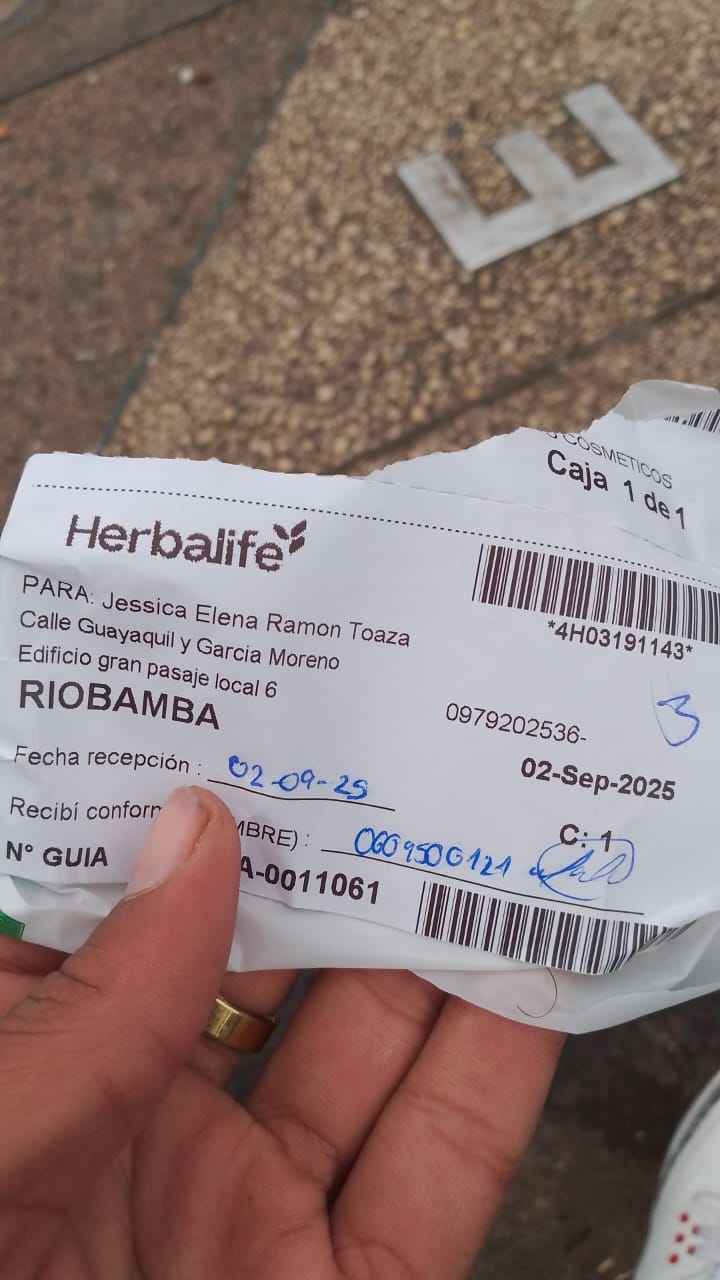 COSMETICOS
Caja 1 de 1
Herbalife
PARA: Jessica Elena Ramon Toaza
*4H03191143*
Calle Guayaquil y Garcia Moreno
Edificio gran pasaje local 6
RIOBAMBA
0979202536-
3
02-Sep-2025
Fecha recepción : 02-09-25
C: 1
Recibí conform MBRE) : 0609500121
N° GUIA A-0011061
E